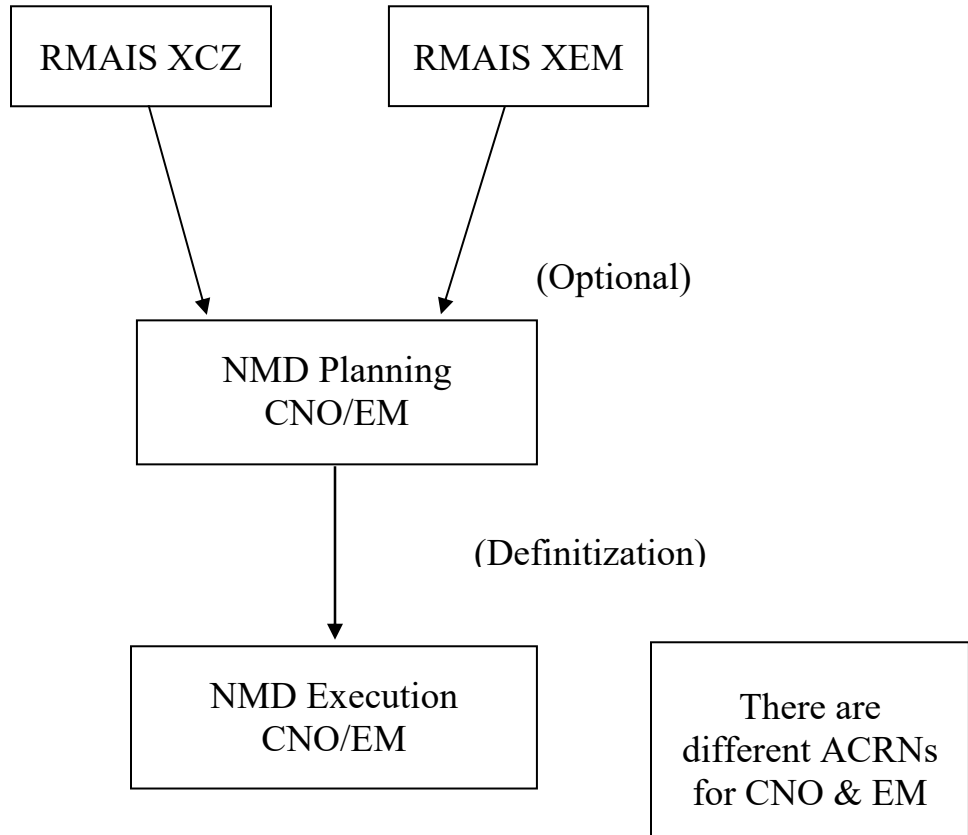 RMAIS XCZ
RMAIS XEM
(Optional)
NMD Planning
CNO/EM
(Definitization)
NMD Execution
CNO/EM
There are
different ACRNs
for CNO & EM